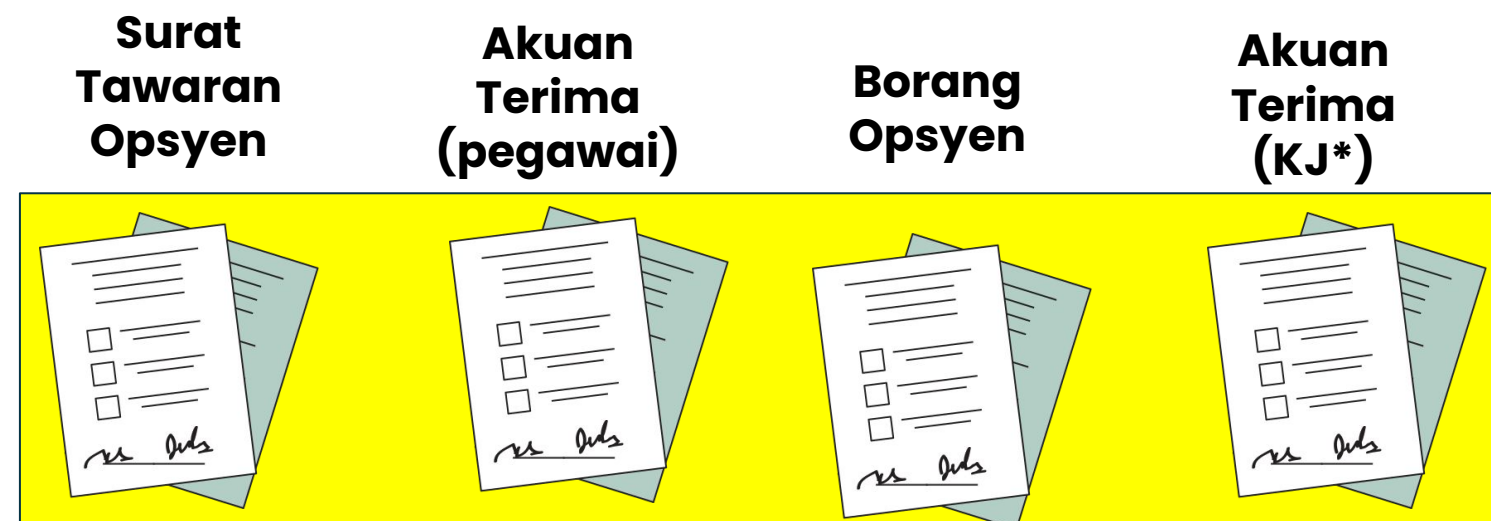 Surat
Tawaran
Opsyen
Akuan
Terima
(pegawai)
Borang
Opsyen
Akuan
Terima
(KJ*)